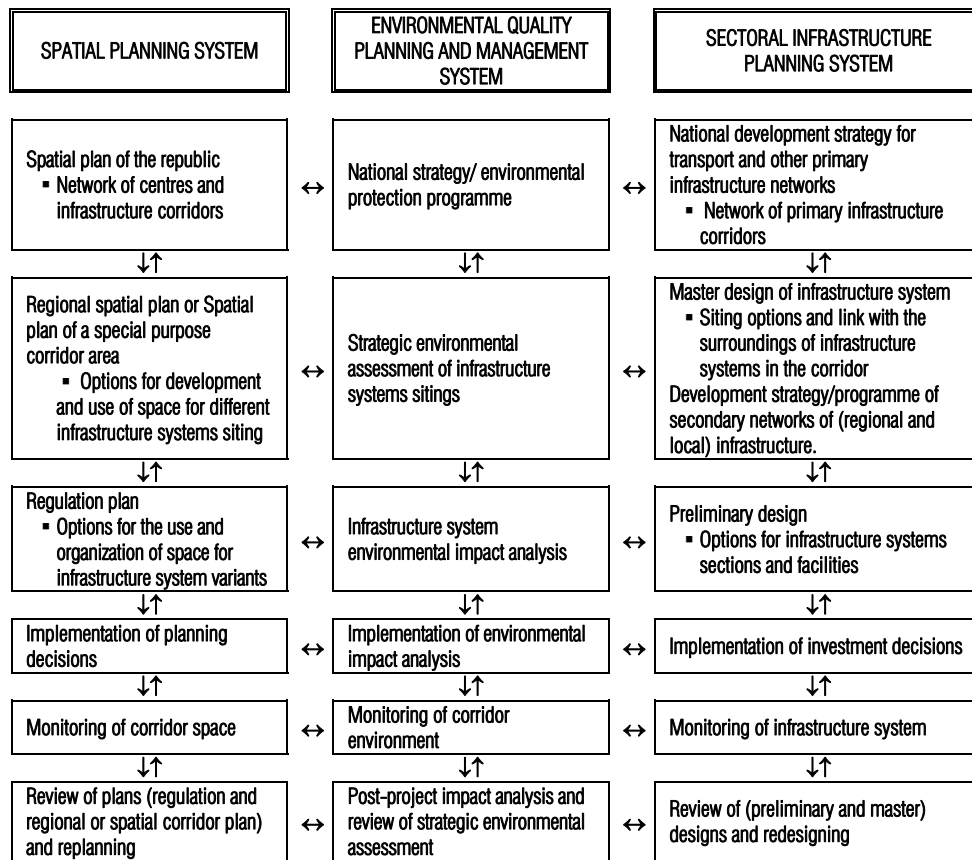 SPATIAL PLANNING SYSTEM
ENVIRONMENTAL QUALITY
PLANNING AND MANAGEMENT
SYSTEM
SECTORAL INFRASTRUCTURE
PLANNING SYSTEM
Spatial plan of the republic
▪ Network of centres and
infrastructure corridors
↔
National strategy/ environmental
protection programme
↔
National development strategy for
transport and other primary
infrastructure networks
▪ Network of primary infrastructure
corridors
↓↑
↓↑
↓↑
Regional spatial plan or Spatial
plan of a special purpose
corridor area
▪ Options for development
and use of space for different
infrastructure systems siting
↔
Strategic environmental
assessment of infrastructure
systems sitings
↔
Master design of infrastructure system
▪ Siting options and link with the
surroundings of infrastructure
systems in the corridor
Development strategy/programme of
secondary networks of (regional and
local) infrastructure.
↓↑
↓↑
↓↑
Regulation plan
▪ Options for the use and
organization of space for
infrastructure system variants
↔
Infrastructure system
environmental impact analysis
↔
Preliminary design
▪ Options for infrastructure systems
sections and facilities
↓↑
↓↑
↓↑
Implementation of planning
decisions
↔
Implementation of environmental
impact analysis
↔
Implementation of investment decisions
↓↑
↓↑
↓↑
Monitoring of corridor space
↔
Monitoring of corridor
environment
↔
Monitoring of infrastructure system
↓↑
↓↑
↓↑
Review of plans (regulation and
regional or spatial corridor plan)
and replanning
↔
Post-project impact analysis and
review of strategic environmental
assessment
↔
Review of (preliminary and master)
designs and redesigning